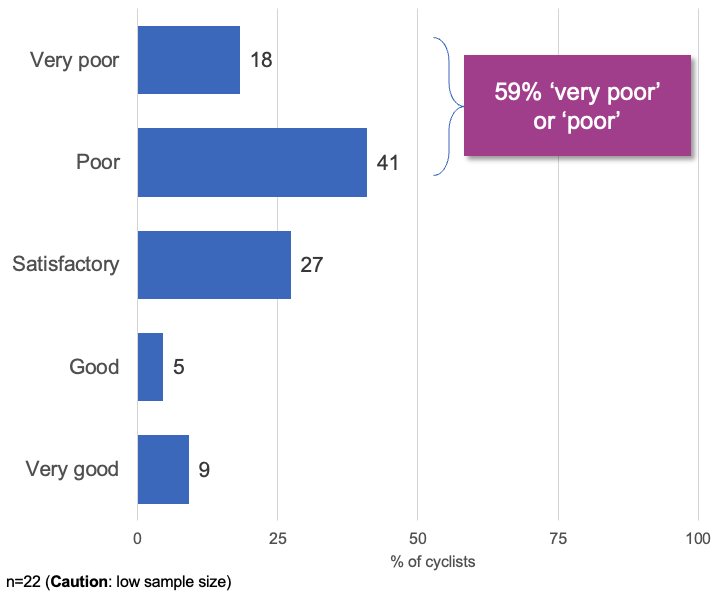 Very poor
18
59% ‘very poor’
or ‘poor’
Poor
41
Satisfactory
27
Good
5
Very good
9
0
25
50
75
100
% of cyclists
n=22 (Caution: low sample size)